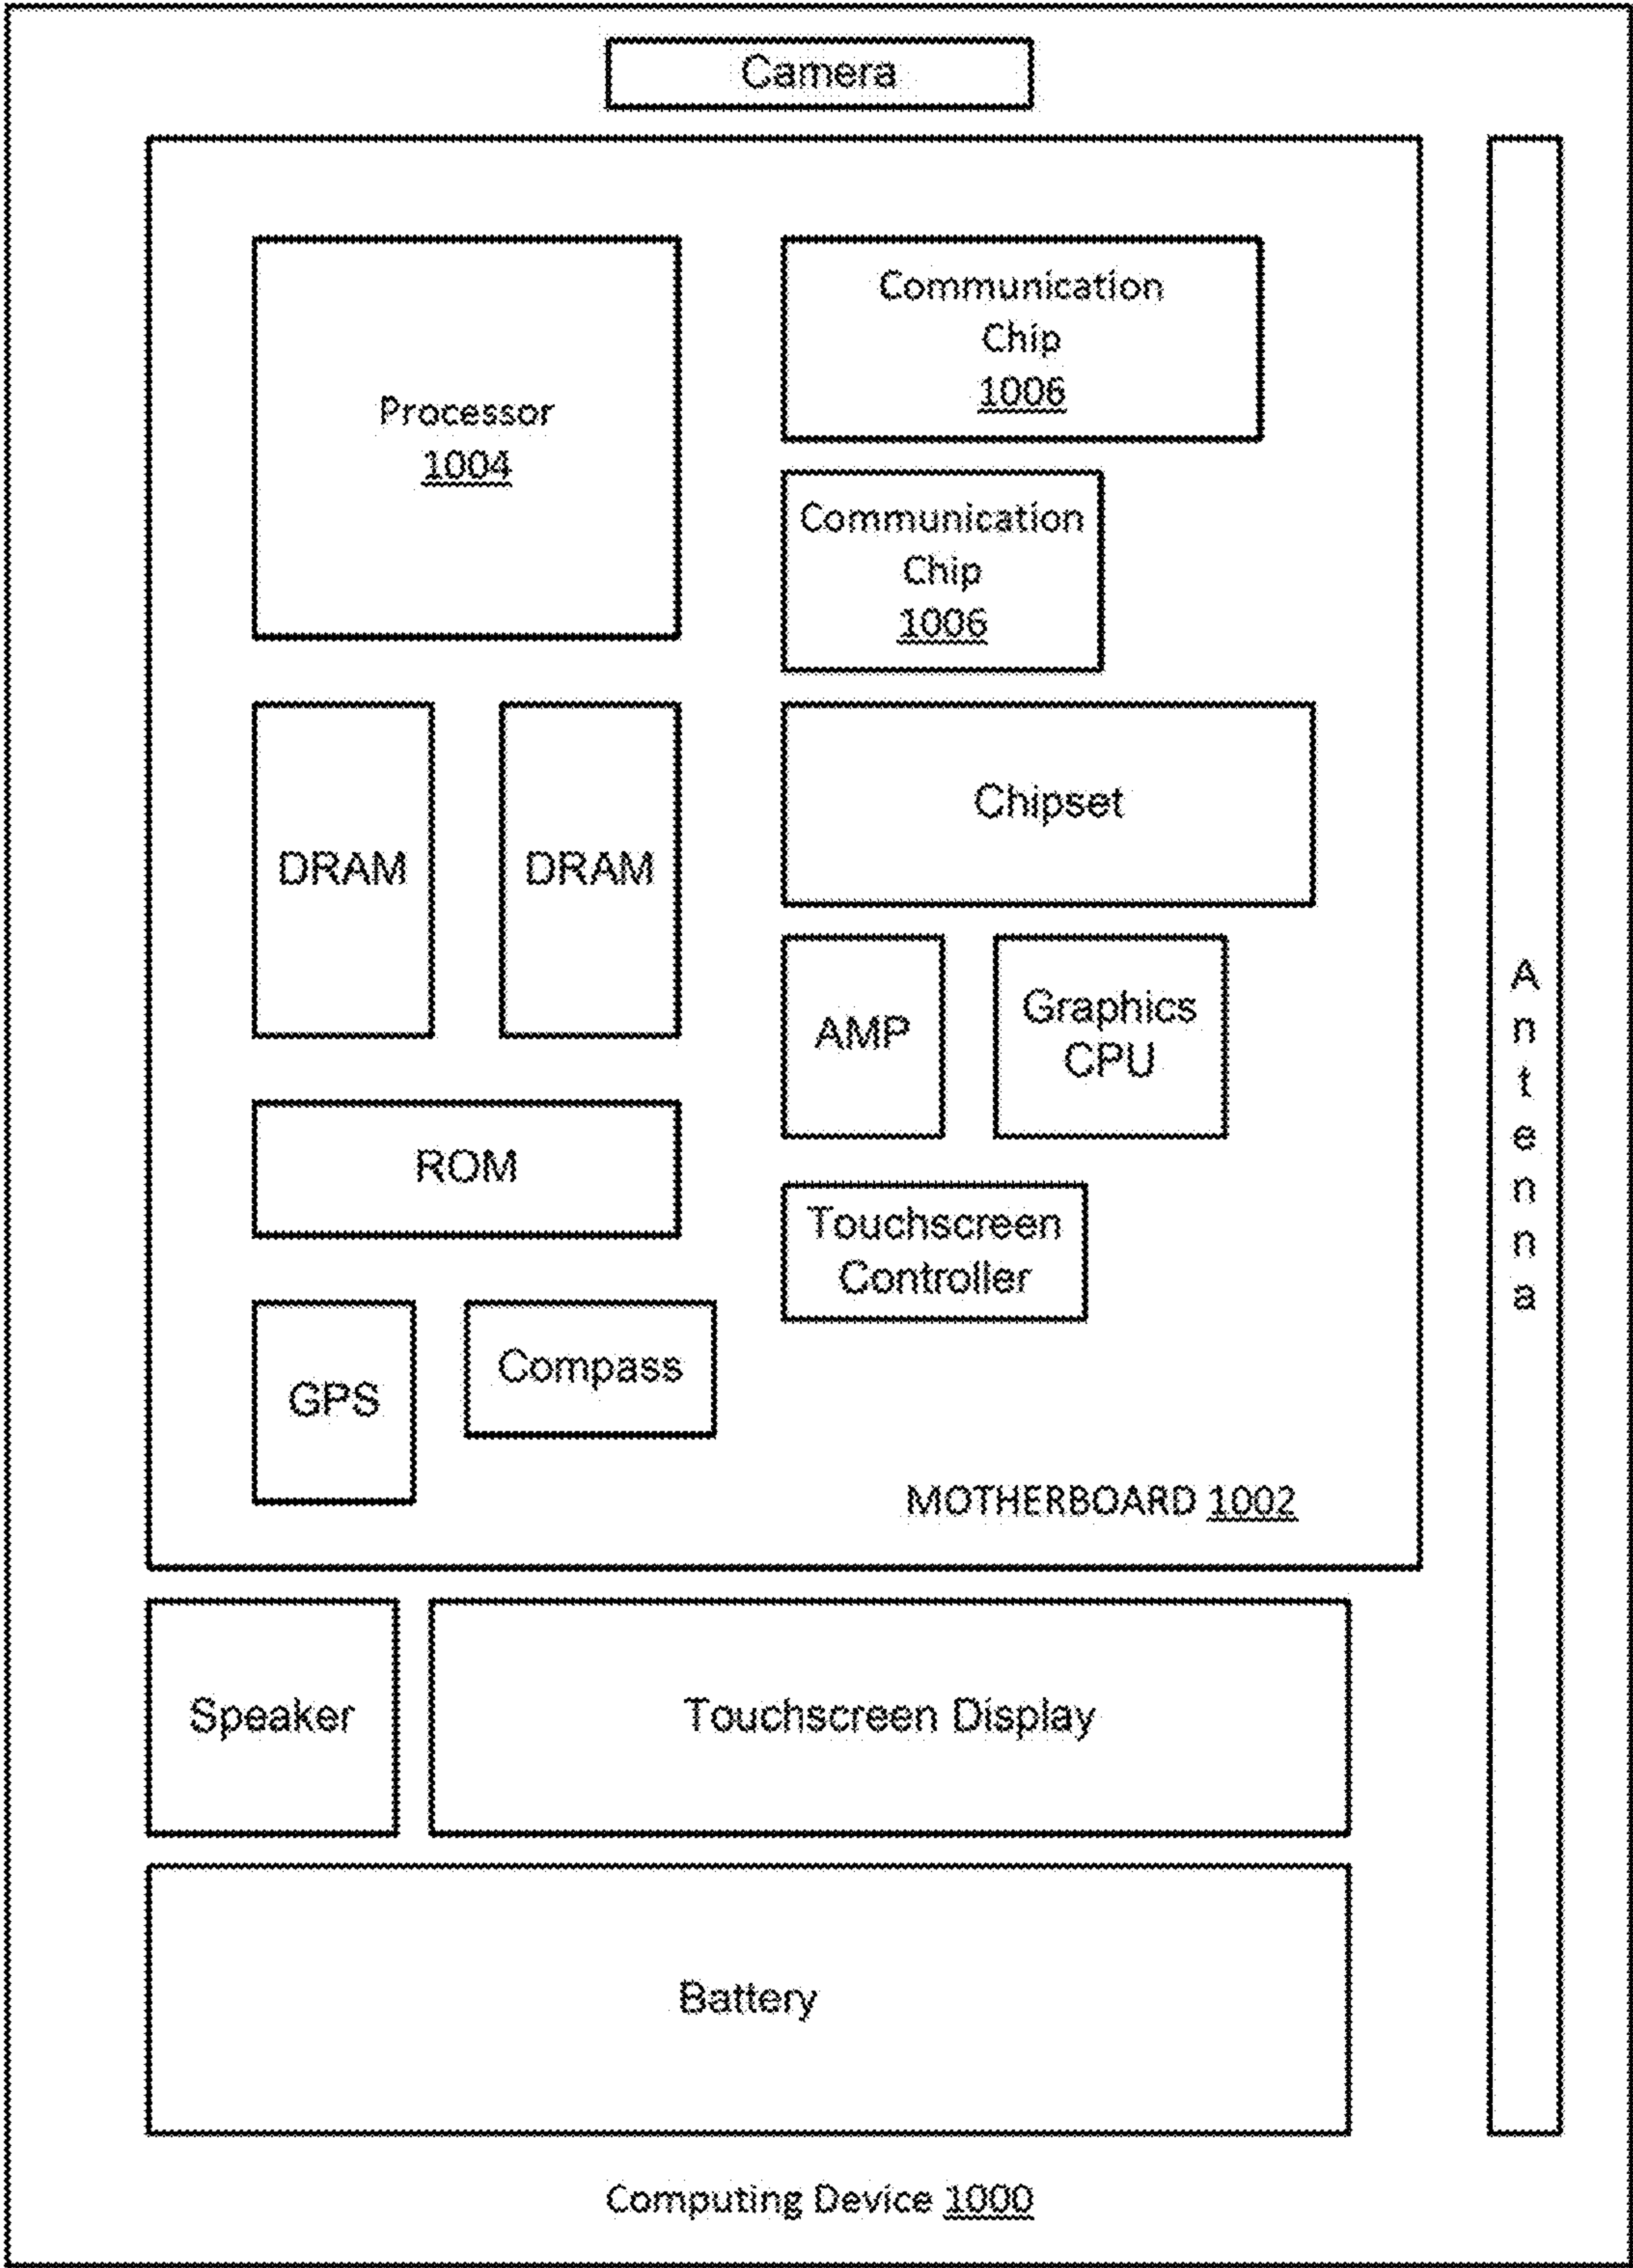 Camera
Processor
1004
Communication
Chip
1006
Communication
Chip
1006
DRAM
DRAM
Chipset
AMP
Graphics
CPU
ROM
Touchscreen
Controller
GPS
Compass
MOTHERBOARD 1002
Antenna
Speaker
Touchscreen Display
Battery
Computing Device 1000